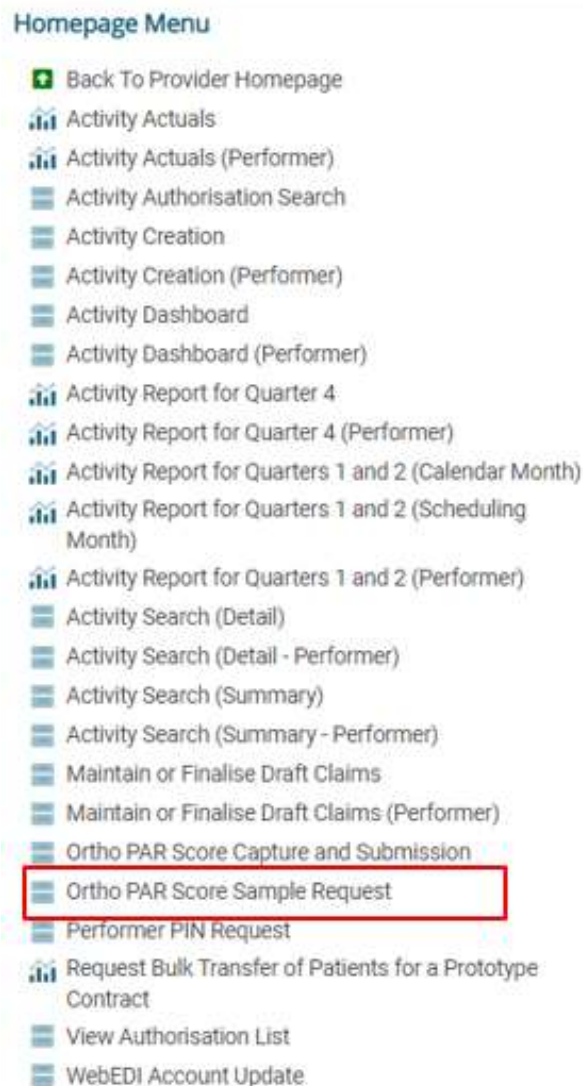 Homepage Menu
Back To Provider Homepage
Activity Actuals
Activity Actuals (Performer)
Activity Authorisation Search
Activity Creation
Activity Creation (Performer)
Activity Dashboard
Activity Dashboard (Performer)
Activity Report for Quarter 4
Activity Report for Quarter 4 (Performer)
Activity Report for Quarters 1 and 2 (Calendar Month)
Activity Report for Quarters 1 and 2 (Scheduling
Month)
Activity Report for Quarters 1 and 2 (Performer)
Activity Search (Detail)
Activity Search (Detail - Performer)
Activity Search (Summary)
Activity Search (Summary - Performer)
Maintain or Finalise Draft Claims
Maintain or Finalise Draft Claims (Performer)
Ortho PAR Score Capture and Submission
Ortho PAR Score Sample Request
Performer PIN Request
Request Bulk Transfer of Patients for a Prototype
Contract
View Authorisation List
WebEDI Account Update